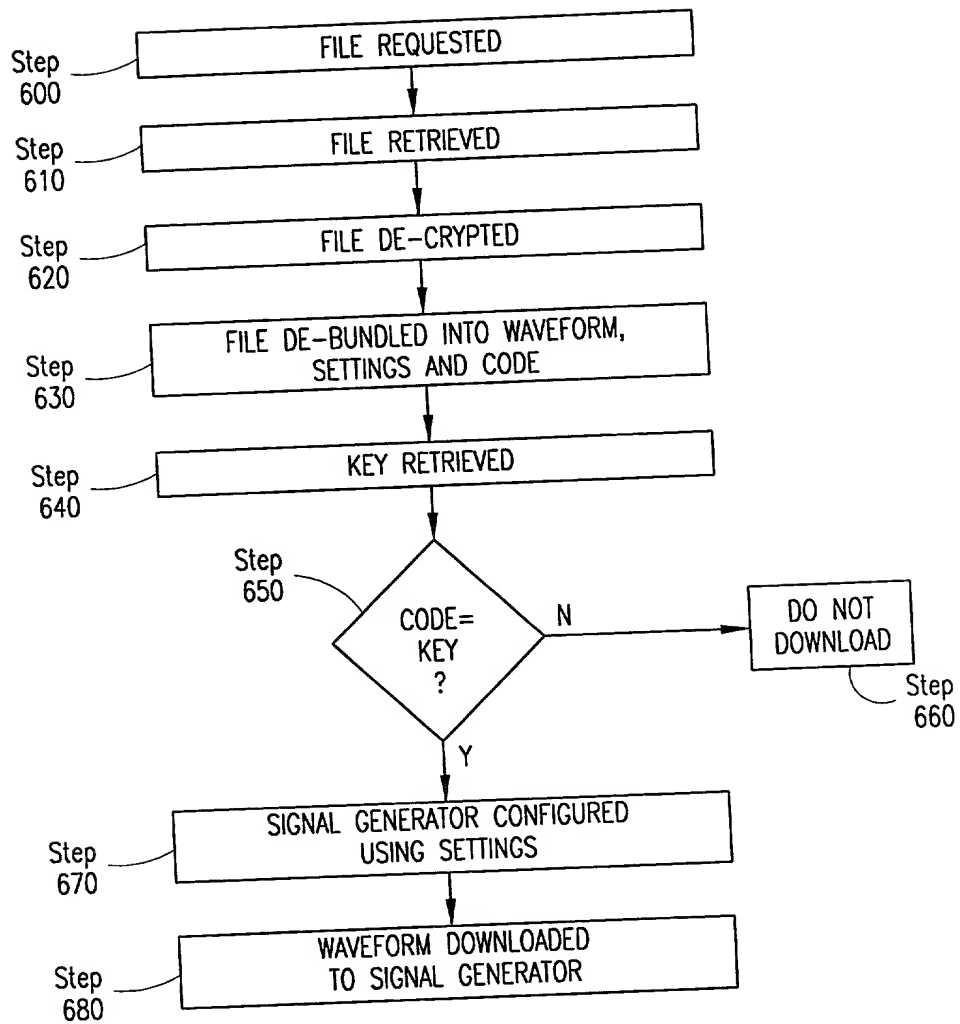 FILE REQUESTED
Step
600
FILE RETRIEVED
Step
610
FILE DE-CRYPTED
Step
620
FILE DE-BUNDLED INTO WAVEFORM,
SETTINGS AND CODE
Step
630
KEY RETRIEVED
Step
640
Step
650
CODE=
KEY
?
N
DO NOT
DOWNLOAD
Step
660
Y
SIGNAL GENERATOR CONFIGURED
USING SETTINGS
Step
670
WAVEFORM DOWNLOADED
TO SIGNAL GENERATOR
Step
680